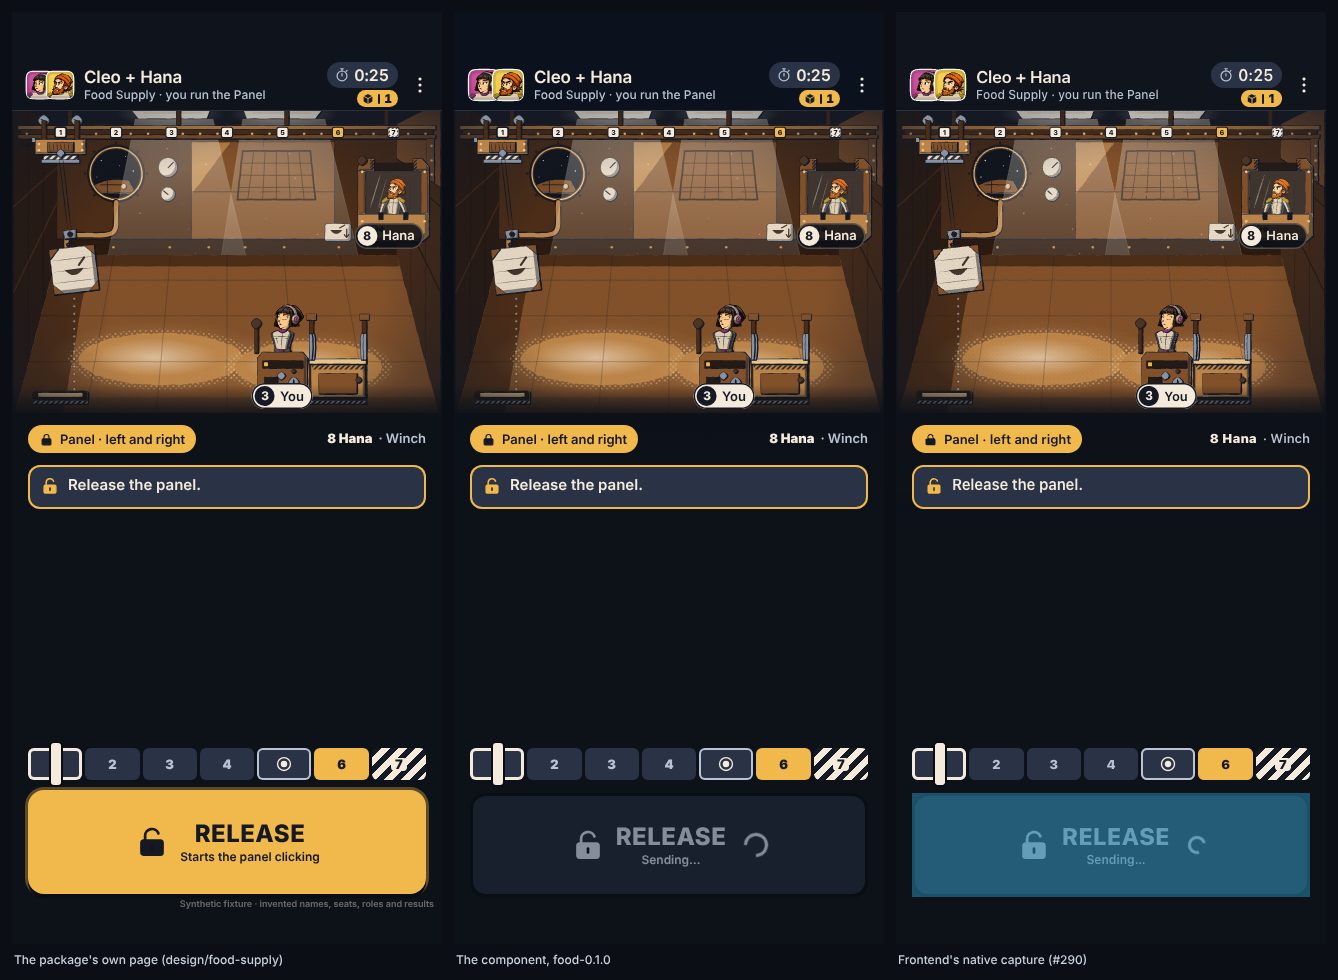 Cleo + Hana
Food Supply · you run the Panel
0:25
1
1 2 3 4 5 6 7
8 Hana
3 You
Panel · left and right
8 Hana · Winch
Release the panel.
2 3 4 6 7
RELEASE
Starts the panel clicking
Synthetic fixture · invented names, seats, roles and results
The package's own page (design/food-supply)
Cleo + Hana
Food Supply · you run the Panel
0:25
1
1 2 3 4 5 6 7
8 Hana
3 You
Panel · left and right
8 Hana · Winch
Release the panel.
2 3 4 6 7
RELEASE
Sending...
The component, food-0.1.0
Cleo + Hana
Food Supply · you run the Panel
0:25
1
1 2 3 4 5 6 7
8 Hana
3 You
Panel · left and right
8 Hana · Winch
Release the panel.
2 3 4 6 7
RELEASE
Sending...
Frontend's native capture (#290)